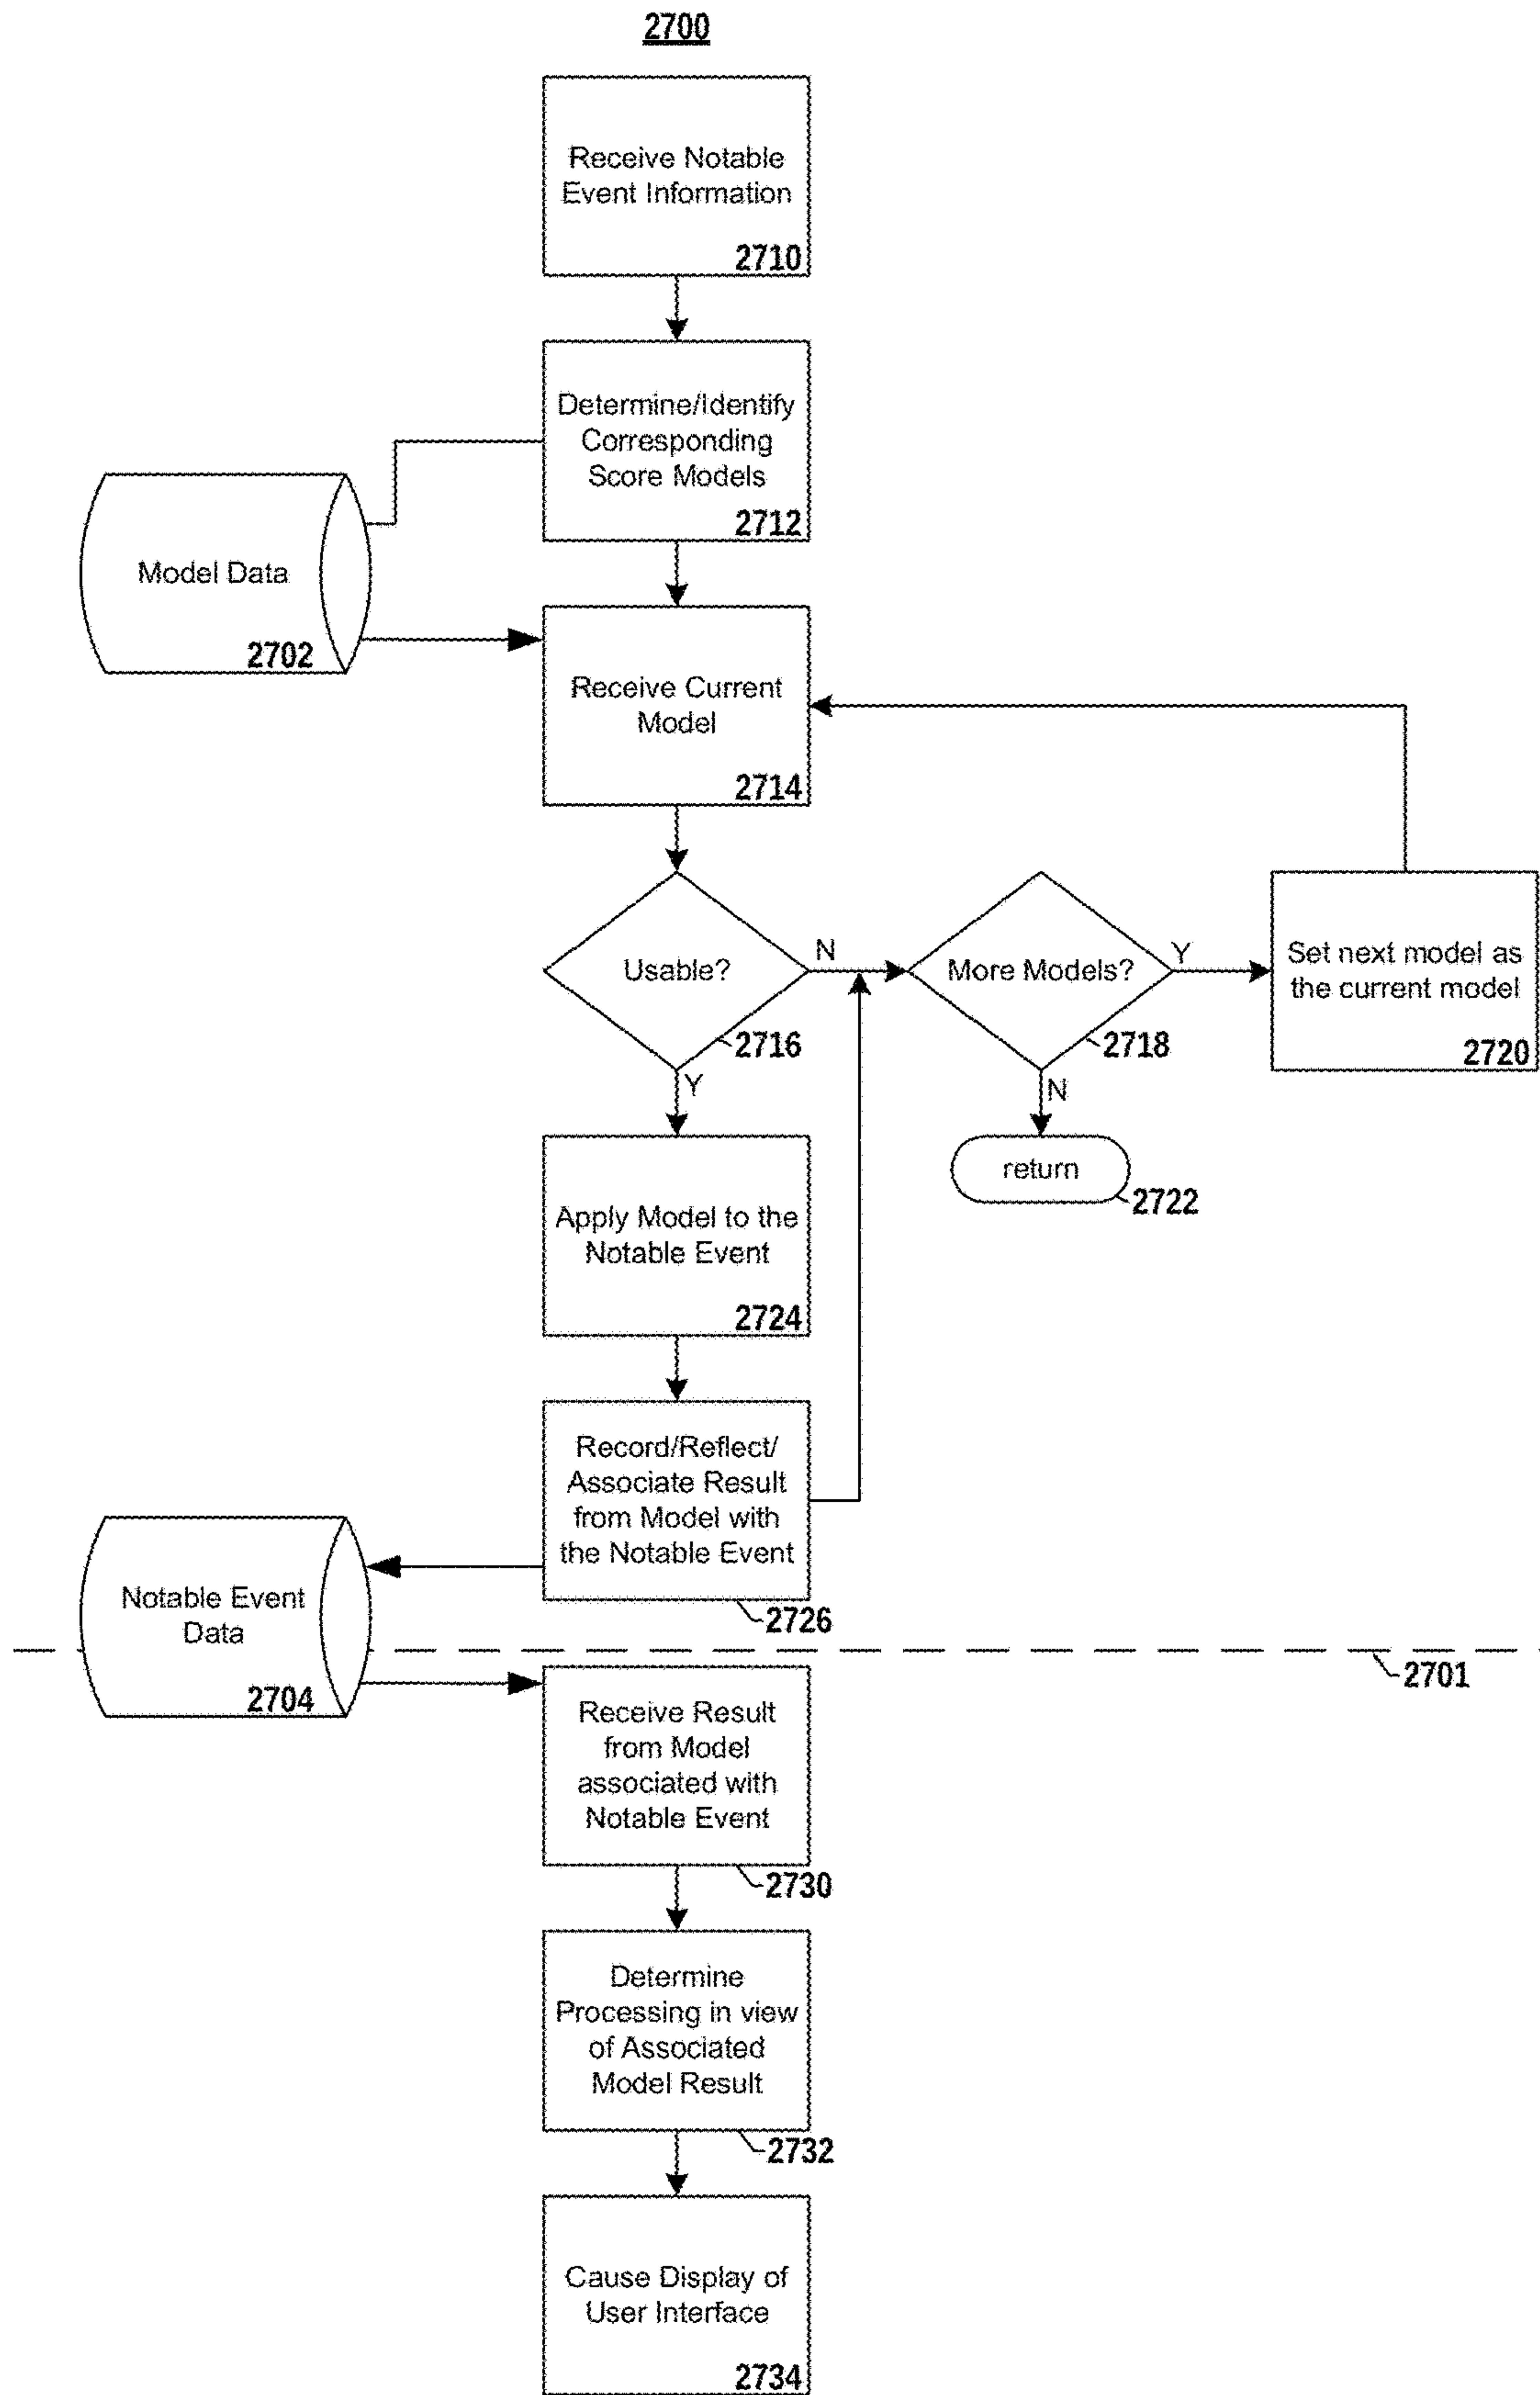 2700
Receive Notable
Event Information
2710
Determine/Identify
Corresponding
Score Models
2712
Model Data
2702
Receive Current
Model
2714
Usable?
N
2716
Y
More Models?
Y
2718
N
Set next model as
the current model
2720
return
2722
Apply Model to the
Notable Event
2724
Record/Reflect/
Associate Result
from Model with
the Notable Event
2726
Notable Event
Data
2704
2701
Receive Result
from Model
associated with
Notable Event
2730
Determine
Processing in view
of Associated
Model Result
2732
Cause Display of
User Interface
2734